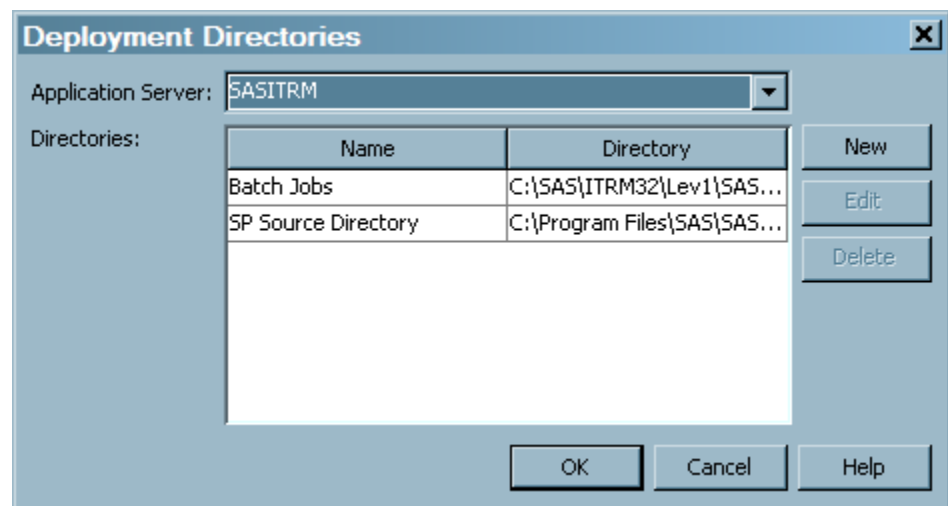 Deployment Directories
Application Server: SASITRM
Directories:
Name Directory New
Batch Jobs C:\SAS\ITRM32\Lev1\SAS...
Edit
SP Source Directory C:\Program Files\SAS\SAS...
Delete
OK Cancel Help